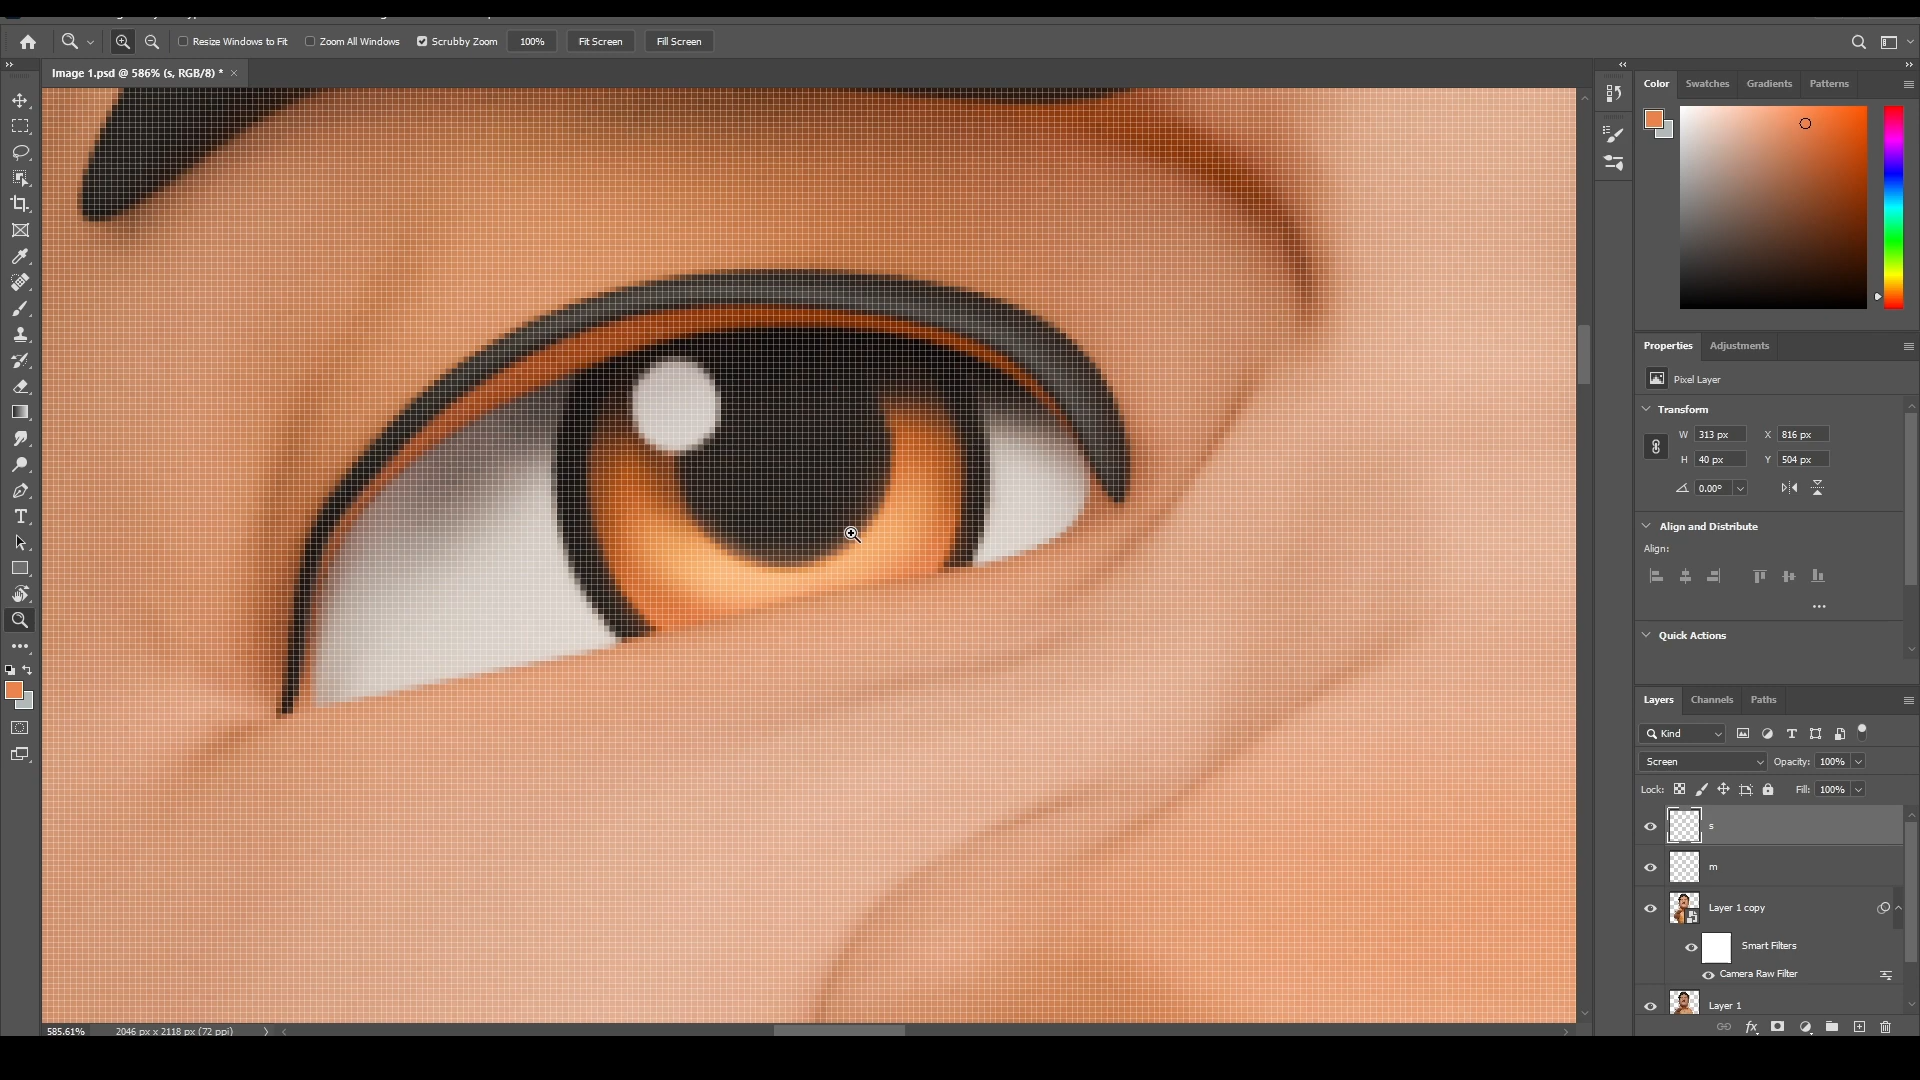 Resize Windows to Fit Zoom All Windows Scrubby Zoom 100% Fit Screen Fill Screen
Image 1.psd @ 586% (s, RGB/8) * ×
Color Swatches Gradients Patterns
Properties Adjustments
Pixel Layer
Transform
W 313 px X 816 px
H 40 px Y 504 px
0.00°
Align and Distribute
Align:
Quick Actions
Layers Channels Paths
Kind
Screen Opacity: 100%
Lock: Fill: 100%
s
m
Layer 1 copy
Smart Filters
Camera Raw Filter
Layer 1
585.61% 2046 px x 2118 px (72 ppi)